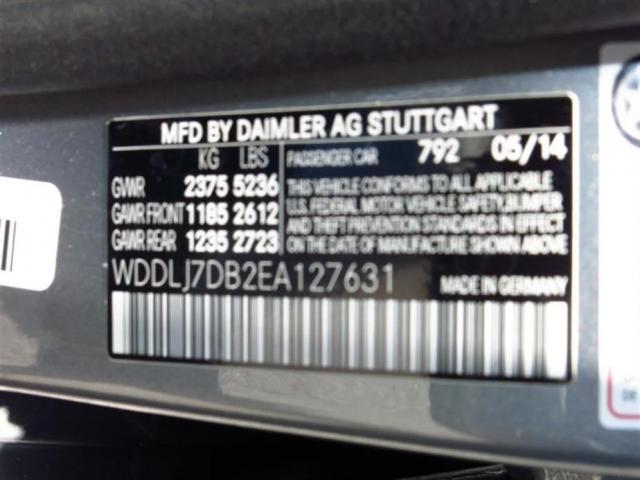 MFD BY DAIMLER AG STUTTGART
KG LBS PASSENGER CAR 792 05/14
GVWR 2375 5236
GAWR FRONT 1185 2612
GAWR REAR 1235 2723
THIS VEHICLE CONFORMS TO ALL APPLICABLE
U.S. FEDERAL MOTOR VEHICLE SAFETY, BUMPER
AND THEFT PREVENTION STANDARDS IN EFFECT
ON THE DATE OF MANUFACTURE SHOWN ABOVE.
WDDLJ7DB2EA127631 MADE IN GERMANY